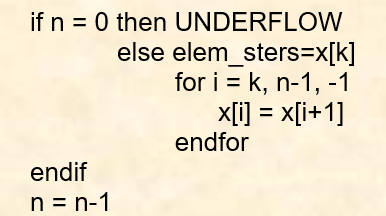 if n = 0 then UNDERFLOW
else elem_sters=x[k]
for i = k, n-1, -1
x[i] = x[i+1]
endfor
endif
n = n-1